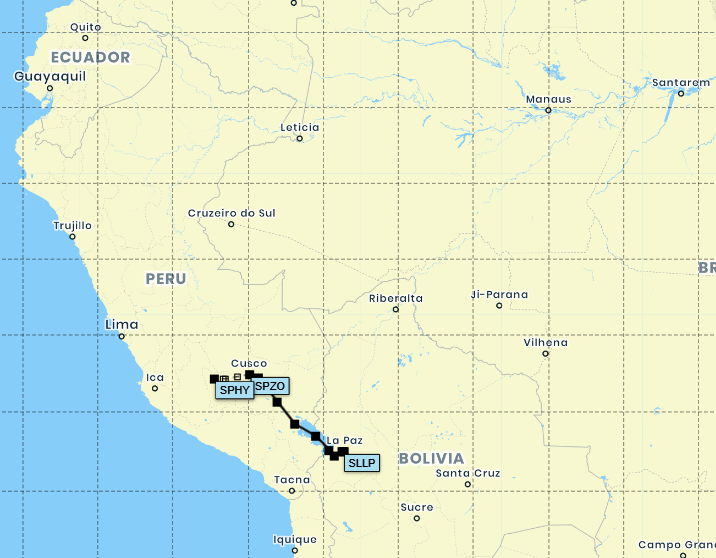 Quito
ECUADOR
Guayaquil
Santarem
Manaus
Leticia
Cruzeiro do Sul
Trujillo
PERU
BR
Riberalta
Ji-Parana
Lima
Vilhena
Cusco
Ica
SPHY
SPZO
La Paz
SLLP
BOLIVIA
Santa Cruz
Tacna
Sucre
Iquique
Campo Gran